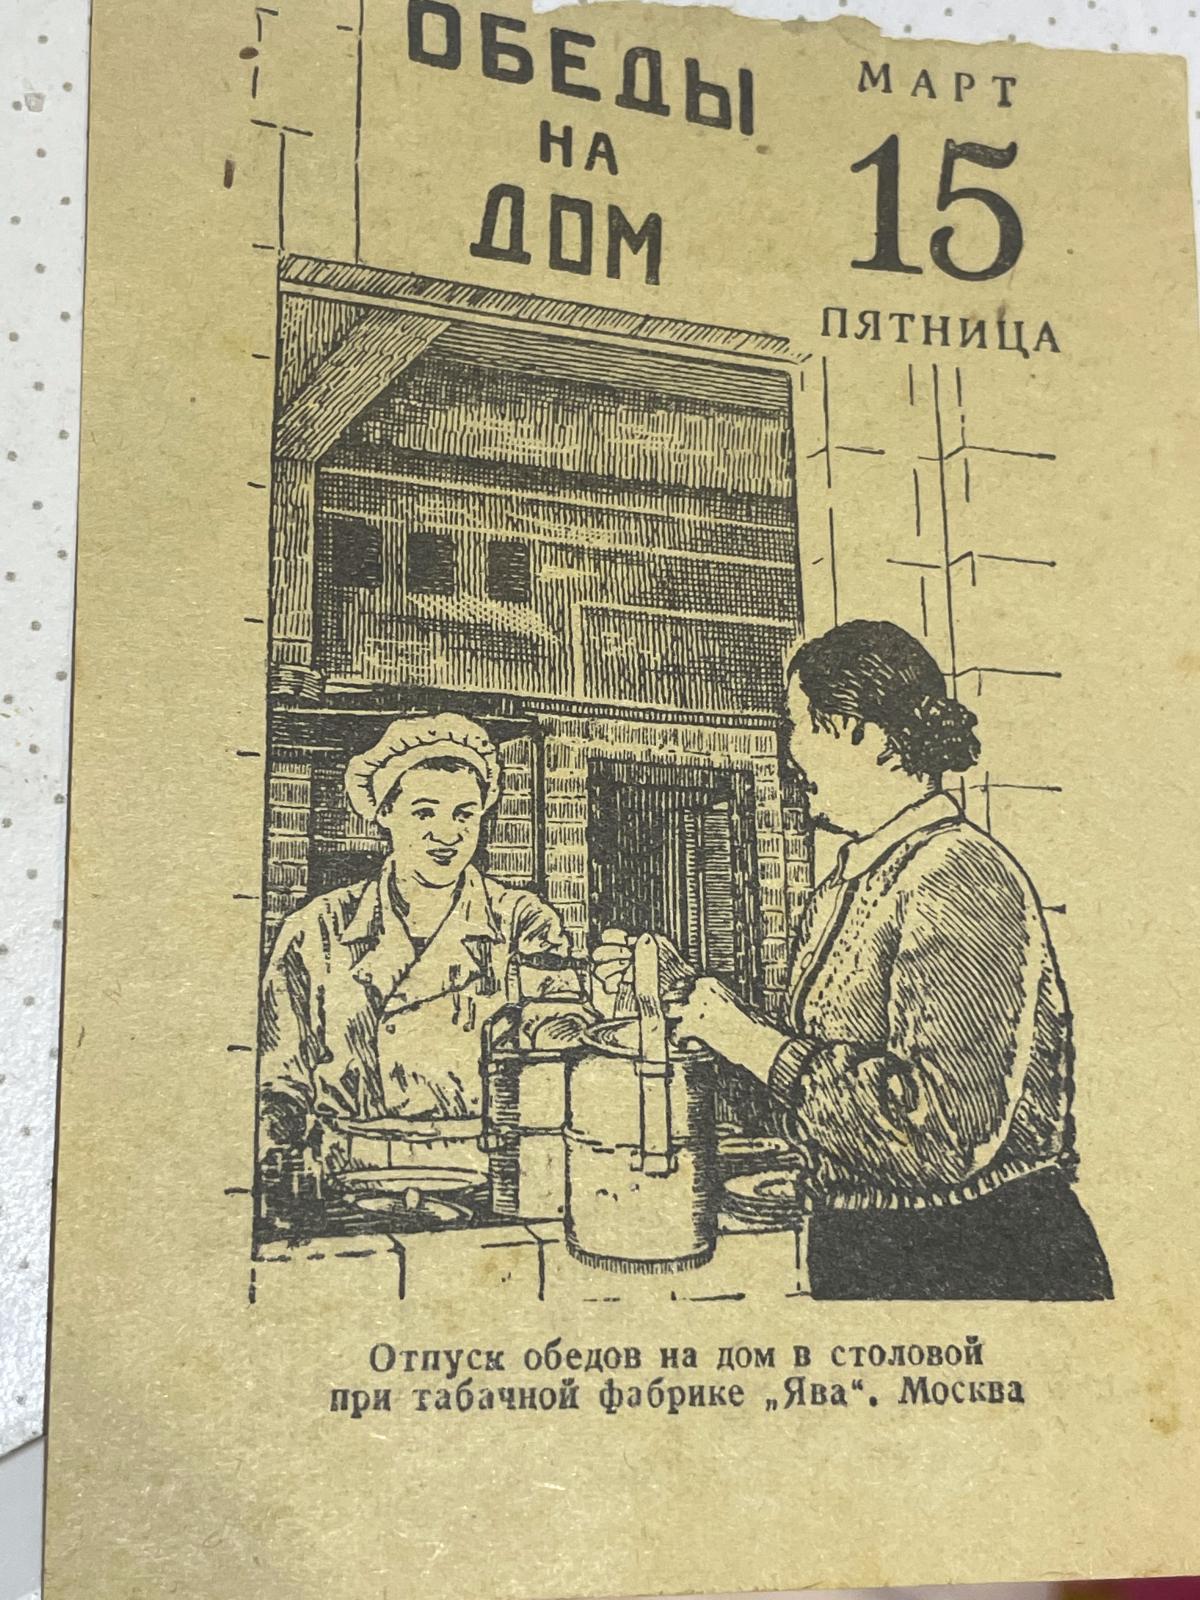 ОБЕДЫ
НА
ДОМ
МАРТ
15
ПЯТНИЦА
Отпуск обедов на дом в столовой
при табачной фабрике „Ява“. Москва